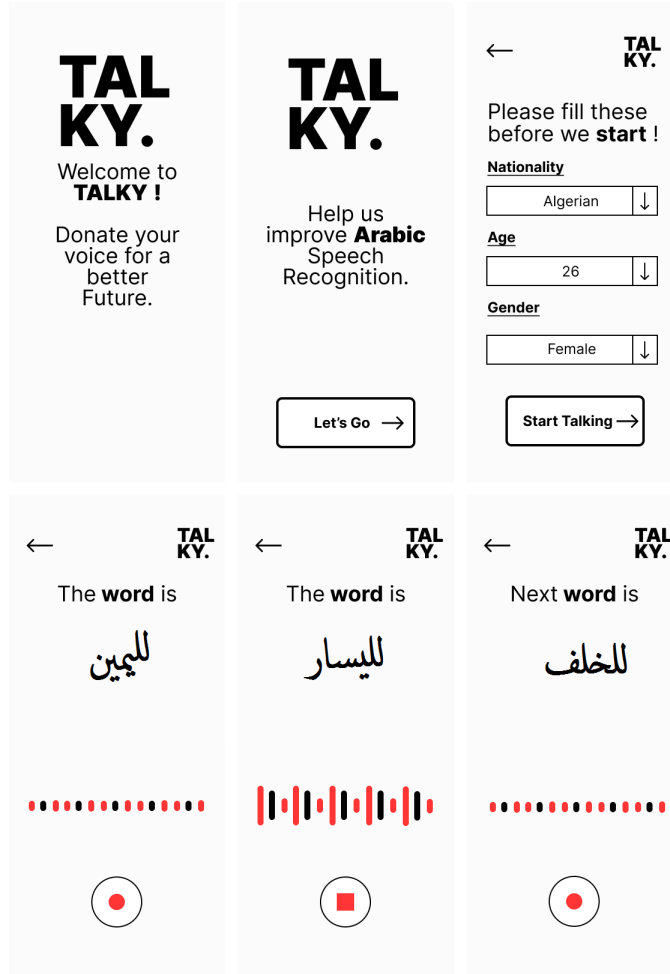 TAL
KY.
Welcome to
TALKY !
Donate your
voice for a
better
Future.
TAL
KY.
Help us
improve Arabic
Speech
Recognition.
Let's Go
TAL
KY.
Please fill these
before we start !
Nationality
Algerian
Age
26
Gender
Female
Start Talking
TAL
KY.
The word is
لليمين
TAL
KY.
The word is
لليسار
TAL
KY.
Next word is
للخلف